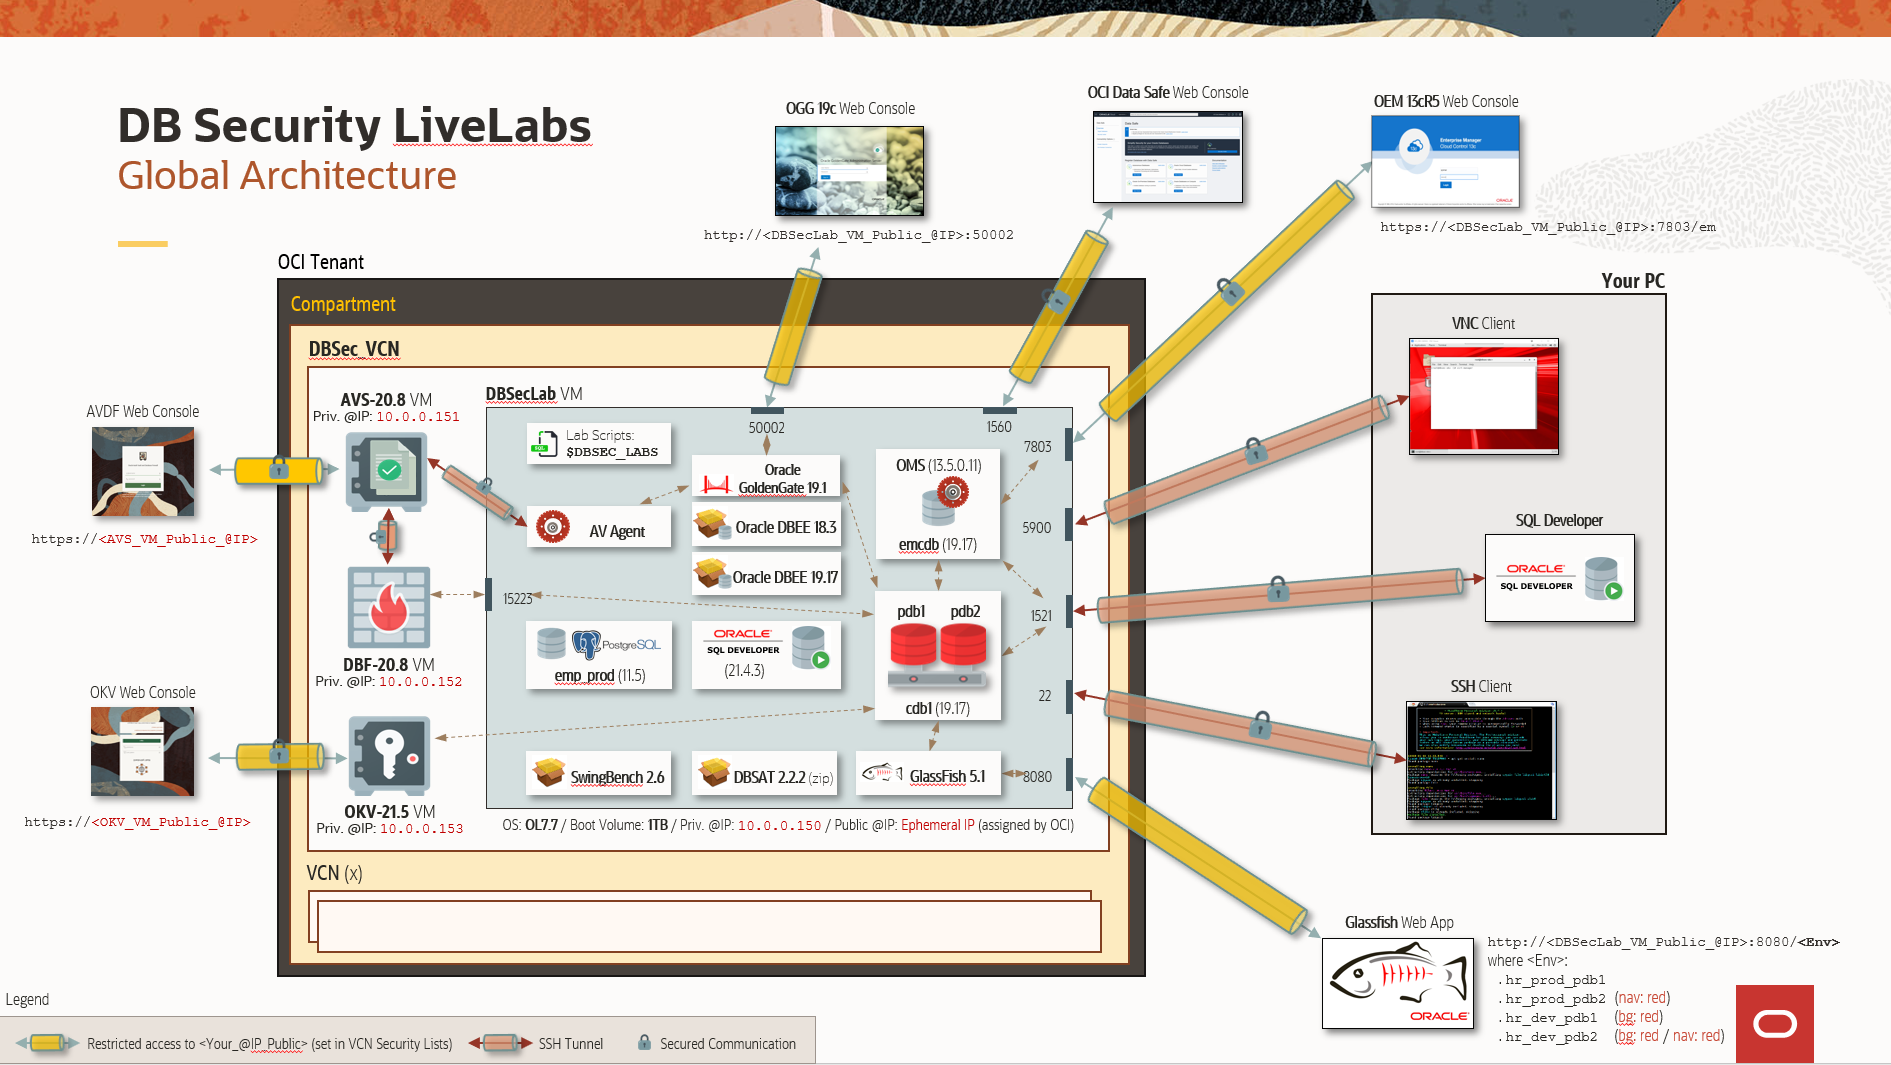 DB Security LiveLabs
Global Architecture
OGG 19c Web Console
http://<DBSecLab_VM_Public_@IP>:50002
OCI Data Safe Web Console
OEM 13cR5 Web Console
Enterprise Manager
Cloud Control 13c
ORACLE
https://<DBSecLab_VM_Public_@IP>:7803/em
OCI Tenant
Compartment
DBSec_VCN
AVDF Web Console
https://<AVS_VM_Public_@IP>
OKV Web Console
https://<OKV_VM_Public_@IP>
AVS-20.8 VM
Priv. @IP: 10.0.0.151
DBF-20.8 VM
Priv. @IP: 10.0.0.152
OKV-21.5 VM
Priv. @IP: 10.0.0.153
DBSecLab VM
50002
1560
7803
5900
1521
22
8080
15223
Lab Scripts:
$DBSEC_LABS
Oracle
GoldenGate 19.1
AV Agent
Oracle DBEE 18.3
Oracle DBEE 19.17
OMS (13.5.0.11)
emcdb (19.17)
pdb1 pdb2
cdb1 (19.17)
PostgreSQL
emp_prod (11.5)
ORACLE
SQL DEVELOPER
(21.4.3)
SwingBench 2.6
DBSAT 2.2.2 (zip)
GlassFish 5.1
OS: OL7.7 / Boot Volume: 1TB / Priv. @IP: 10.0.0.150 / Public @IP: Ephemeral IP (assigned by OCI)
VCN (x)
Your PC
VNC Client
SQL Developer
ORACLE
SQL DEVELOPER
SSH Client
Glassfish Web App
ORACLE
http://<DBSecLab_VM_Public_@IP>:8080/<Env>
where <Env>:
.hr_prod_pdb1
.hr_prod_pdb2 (nav: red)
.hr_dev_pdb1 (bg: red)
.hr_dev_pdb2 (bg: red / nav: red)
Legend
Restricted access to <Your_@IP_Public> (set in VCN Security Lists)
SSH Tunnel
Secured Communication